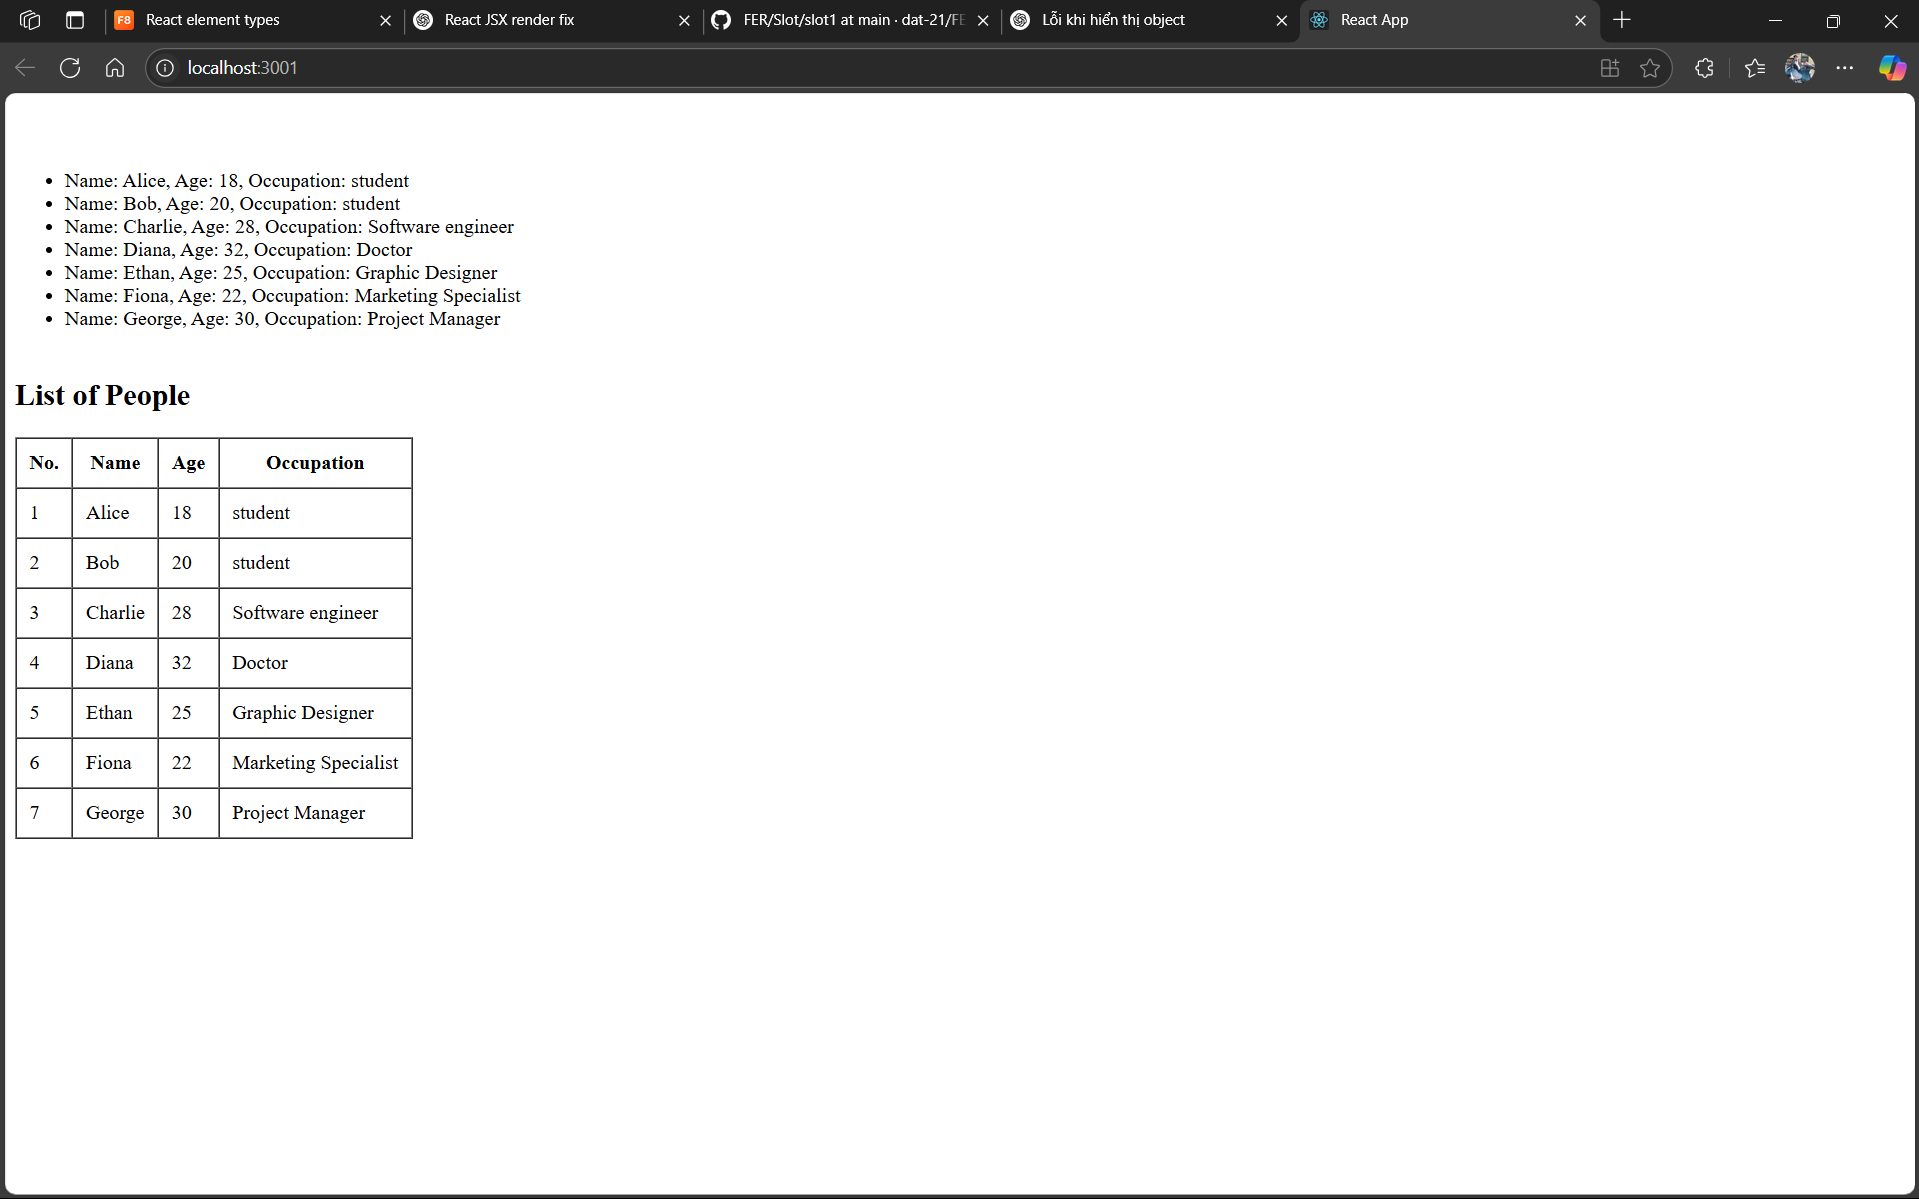 F8 React element types
React JSX render fix
FER/Slot/slot1 at main · dat-21/FE
Lỗi khi hiển thị object
React App
localhost:3001
Name: Alice, Age: 18, Occupation: student
Name: Bob, Age: 20, Occupation: student
Name: Charlie, Age: 28, Occupation: Software engineer
Name: Diana, Age: 32, Occupation: Doctor
Name: Ethan, Age: 25, Occupation: Graphic Designer
Name: Fiona, Age: 22, Occupation: Marketing Specialist
Name: George, Age: 30, Occupation: Project Manager
List of People
No. Name Age Occupation
1 Alice 18 student
2 Bob 20 student
3 Charlie 28 Software engineer
4 Diana 32 Doctor
5 Ethan 25 Graphic Designer
6 Fiona 22 Marketing Specialist
7 George 30 Project Manager